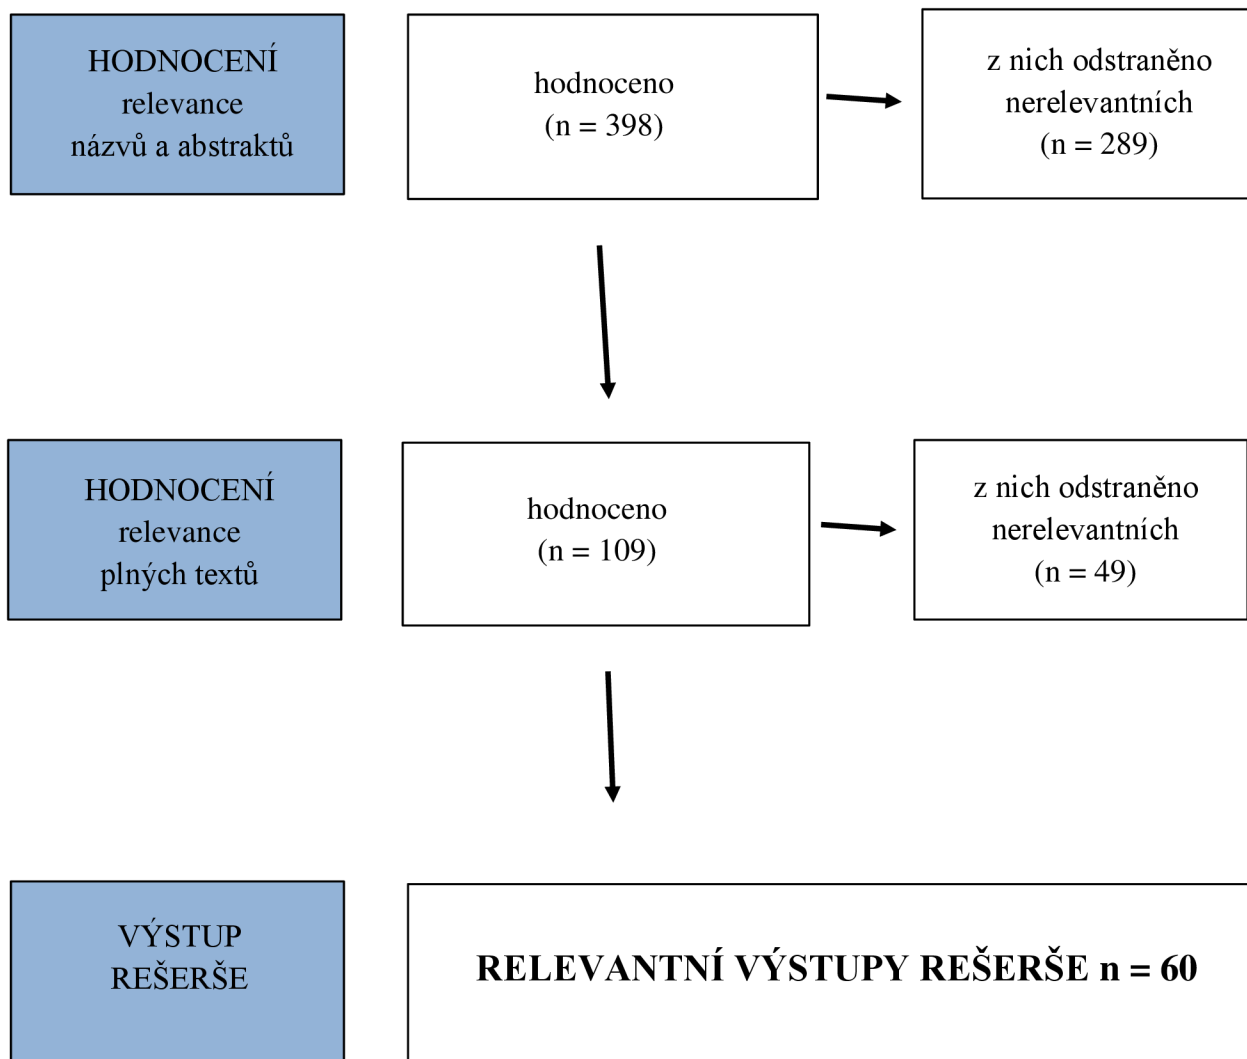 HODNOCENÍ
relevance
názvů a abstraktů
hodnoceno
(n = 398)
z nich odstraněno
nerelevantních
(n = 289)
HODNOCENÍ
relevance
plných textů
hodnoceno
(n = 109)
z nich odstraněno
nerelevantních
(n = 49)
VÝSTUP
REŠERŠE
RELEVANTNÍ VÝSTUPY REŠERŠE n = 60